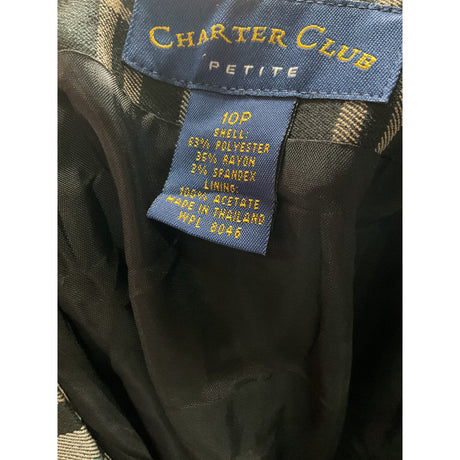 CHARTER CLUB
PETITE
10P
SHELL:
63% POLYESTER
35% RAYON
2% SPANDEX
LINING:
100% ACETATE
MADE IN THAILAND
WPL 8046